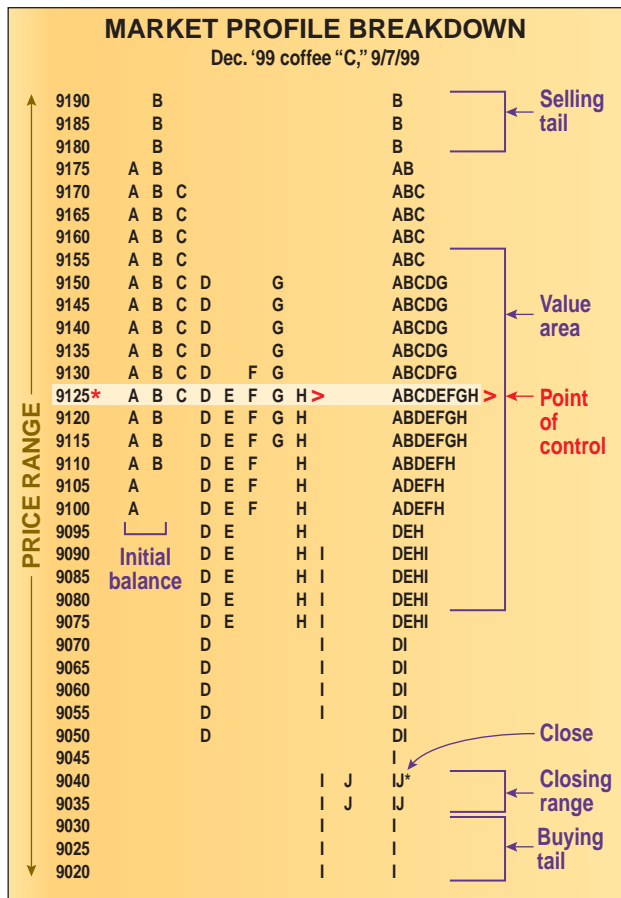 MARKET PROFILE BREAKDOWN
Dec. '99 coffee "C," 9/7/99
PRICE RANGE
9190 B B
9185 B B
9180 B B
Selling tail
9175 A B AB
9170 A B C ABC
9165 A B C ABC
9160 A B C ABC
9155 A B C ABC
9150 A B C D G ABCDG
9145 A B C D G ABCDG
9140 A B C D G ABCDG
9135 A B C D G ABCDG
Value area
9130 A B C D F G ABCDFG
9125* A B C D E F G H > ABCDEFGH >
Point of control
9120 A B D E F G H ABDEFGH
9115 A B D E F G H ABDEFGH
9110 A B D E F H ABDEFH
9105 A D E F H ADEFH
9100 A D E F H ADEFH
9095 D E H DEH
Initial balance
9090 D E H I DEHI
9085 D E H I DEHI
9080 D E H I DEHI
9075 D E H I DEHI
9070 D I DI
9065 D I DI
9060 D I DI
9055 D I DI
9050 D DI
Close
9045 I
9040 I J IJ*
9035 I J IJ
Closing range
9030 I I
9025 I I
9020 I I
Buying tail